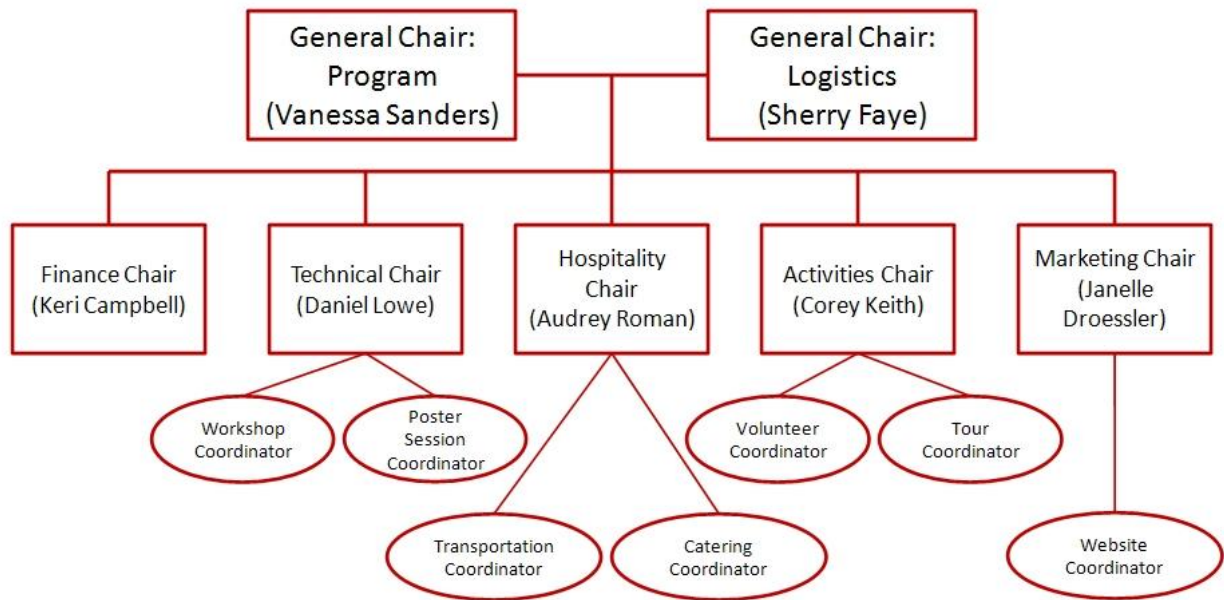 General Chair:
Program
(Vanessa Sanders)
General Chair:
Logistics
(Sherry Faye)
Finance Chair
(Keri Campbell)
Technical Chair
(Daniel Lowe)
Hospitality
Chair
(Audrey Roman)
Activities Chair
(Corey Keith)
Marketing Chair
(Janelle
Droessler)
Workshop
Coordinator
Poster
Session
Coordinator
Volunteer
Coordinator
Tour
Coordinator
Transportation
Coordinator
Catering
Coordinator
Website
Coordinator